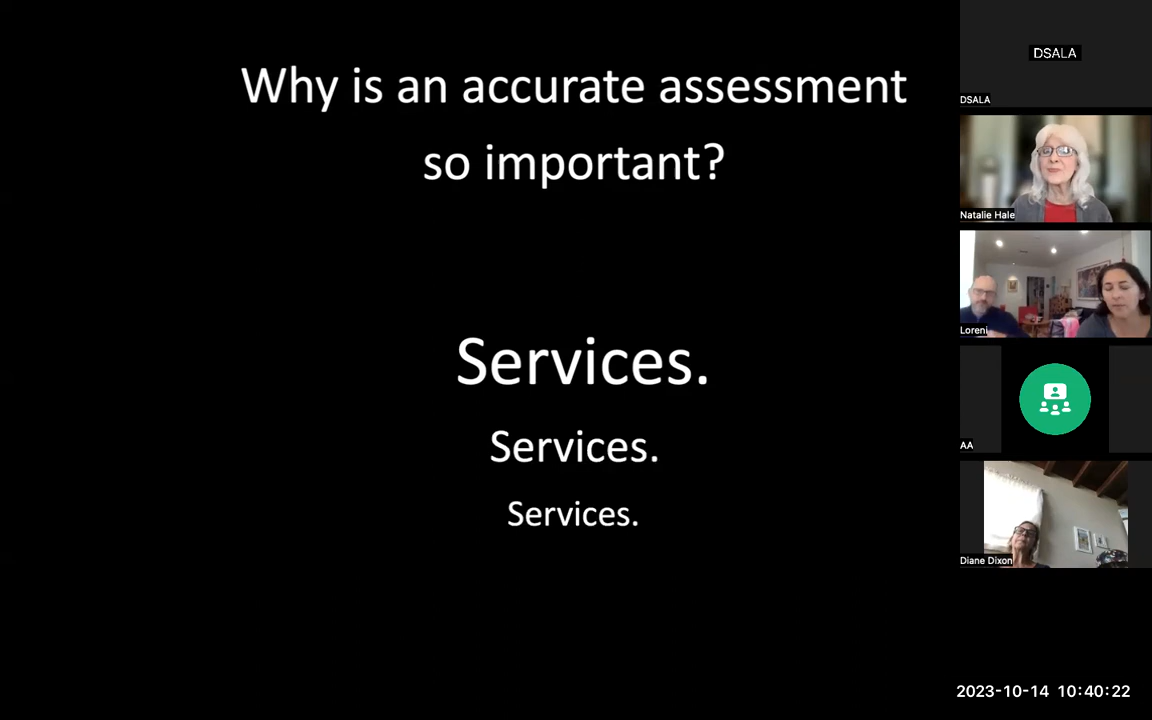 Why is an accurate assessment
so important?
Services.
Services.
Services.
DSALA
DSALA
Natalie Hale
Loreni
AA
Diane Dixon
2023-10-14 10:40:22